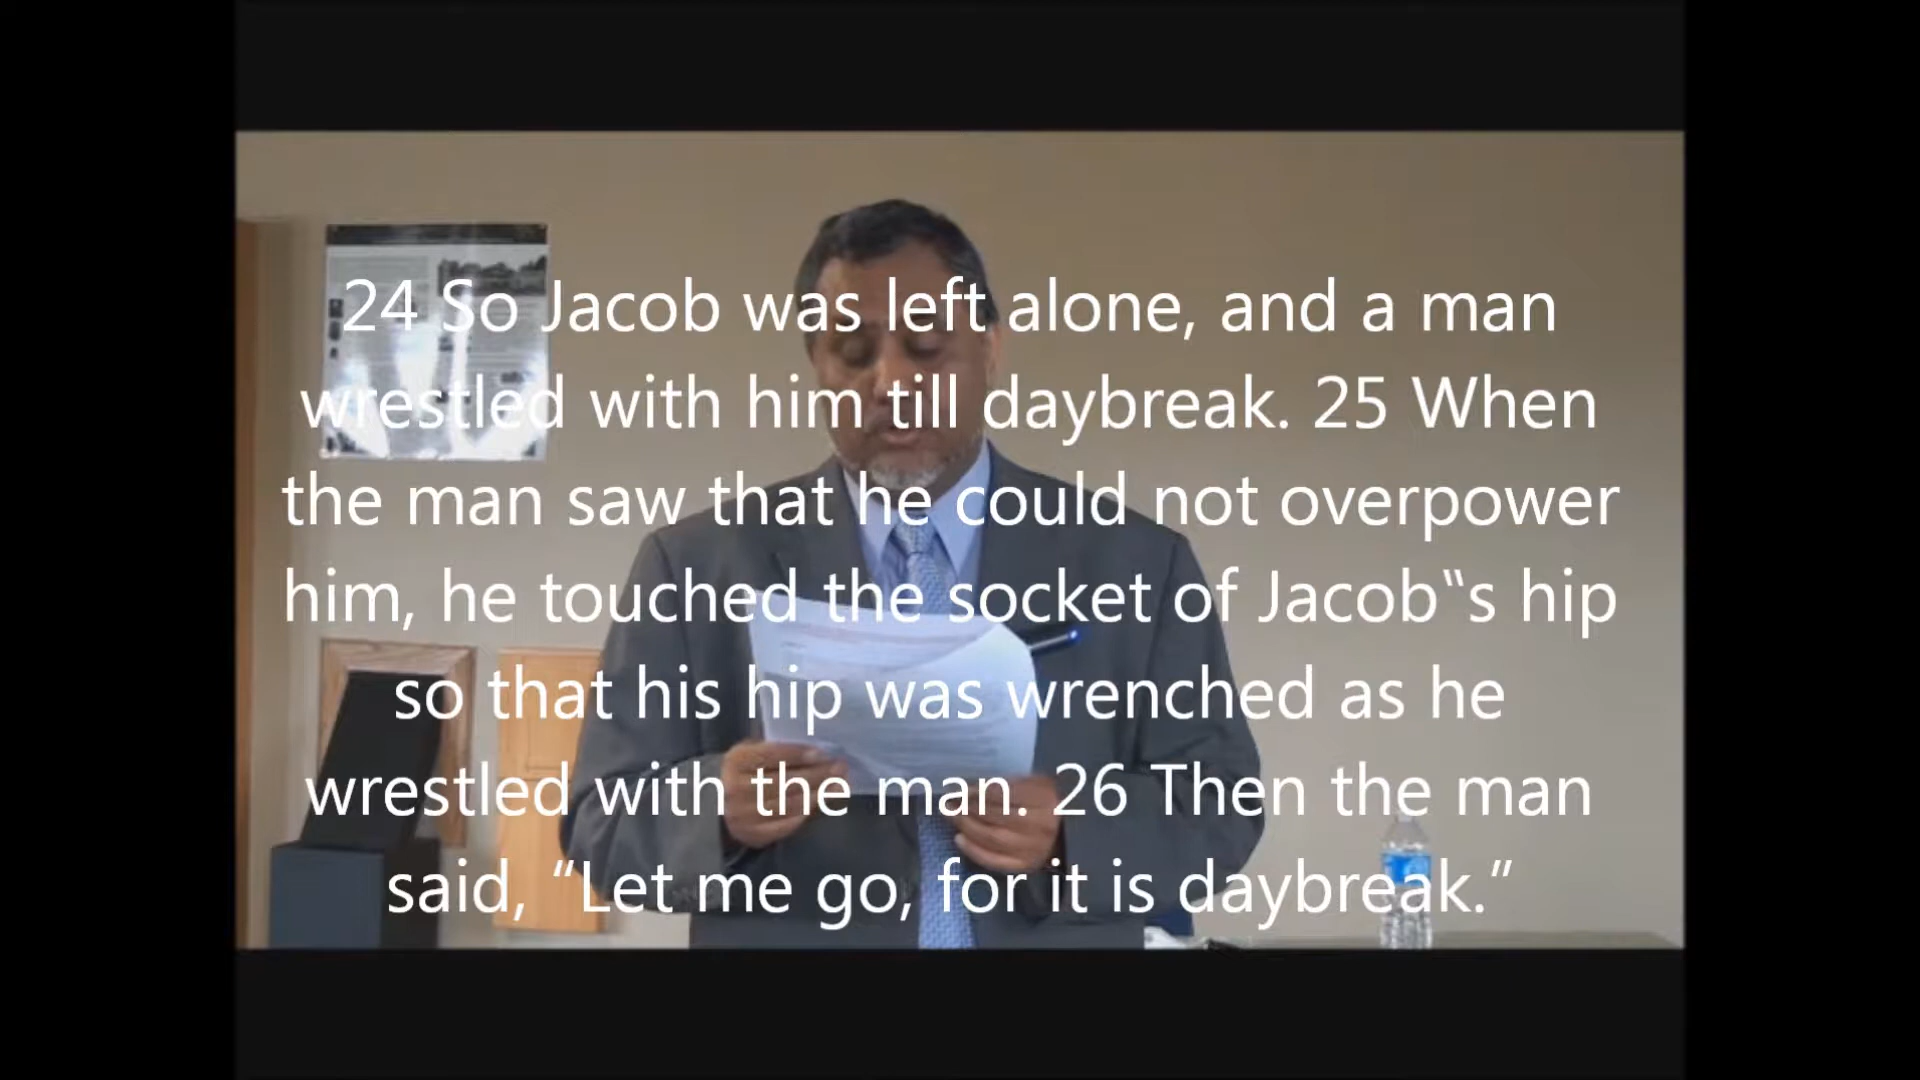 24 So Jacob was left alone, and a man
wrestled with him till daybreak. 25 When
the man saw that he could not overpower
him, he touched the socket of Jacob‟s hip
so that his hip was wrenched as he
wrestled with the man. 26 Then the man
said, “Let me go, for it is daybreak.”